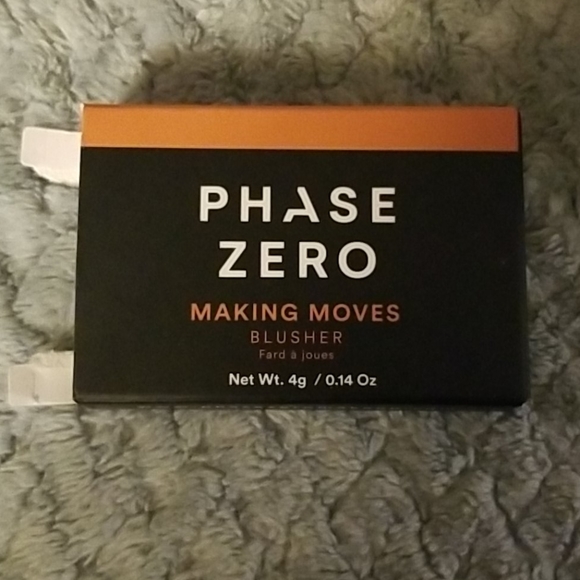 PHASE
ZERO
MAKING MOVES
BLUSHER
Fard à joues
Net Wt. 4g / 0.14 Oz